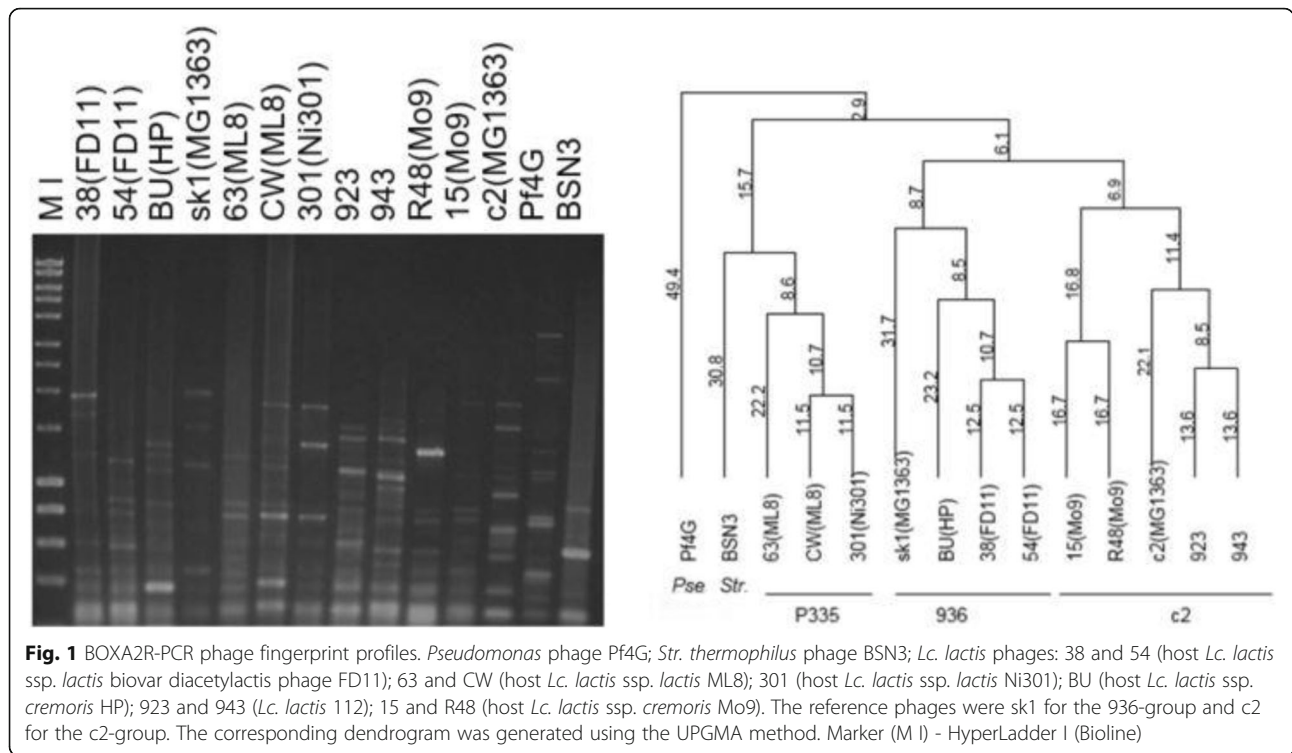 M I
38(FD11)
54(FD11)
BU(HP)
sk1(MG1363)
63(ML8)
CW(ML8)
301(Ni301)
923
943
R48(Mo9)
15(Mo9)
c2(MG1363)
Pf4G
BSN3
2.9
6.1
15.7
8.7
6.9
49.4
8.6
8.5
16.8
11.4
30.8
31.7
10.7
10.7
22.1
8.5
22.2
23.2
11.5
11.5
12.5
12.5
16.7
16.7
13.6
13.6
Pf4G
BSN3
63(ML8)
CW(ML8)
301(Ni301)
sk1(MG1363)
BU(HP)
38(FD11)
54(FD11)
15(Mo9)
R48(Mo9)
c2(MG1363)
923
943
Pse Str.
P335 936 c2
Fig. 1 BOXA2R-PCR phage fingerprint profiles. Pseudomonas phage Pf4G; Str. thermophilus phage BSN3; Lc. lactis phages: 38 and 54 (host Lc. lactis
ssp. lactis biovar diacetylactis phage FD11); 63 and CW (host Lc. lactis ssp. lactis ML8); 301 (host Lc. lactis ssp. lactis Ni301); BU (host Lc. lactis ssp.
cremoris HP); 923 and 943 (Lc. lactis 112); 15 and R48 (host Lc. lactis ssp. cremoris Mo9). The reference phages were sk1 for the 936-group and c2
for the c2-group. The corresponding dendrogram was generated using the UPGMA method. Marker (M I) - HyperLadder I (Bioline)